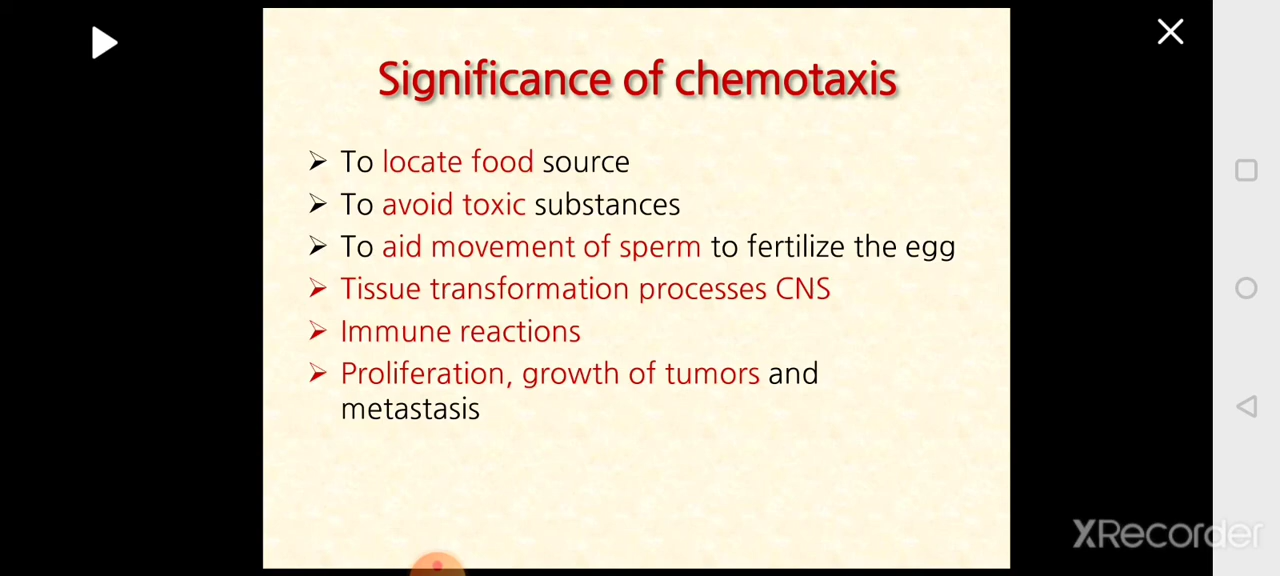 Significance of chemotaxis
To locate food source
To avoid toxic substances
To aid movement of sperm to fertilize the egg
Tissue transformation processes CNS
Immune reactions
Proliferation, growth of tumors and
metastasis
XRecorder